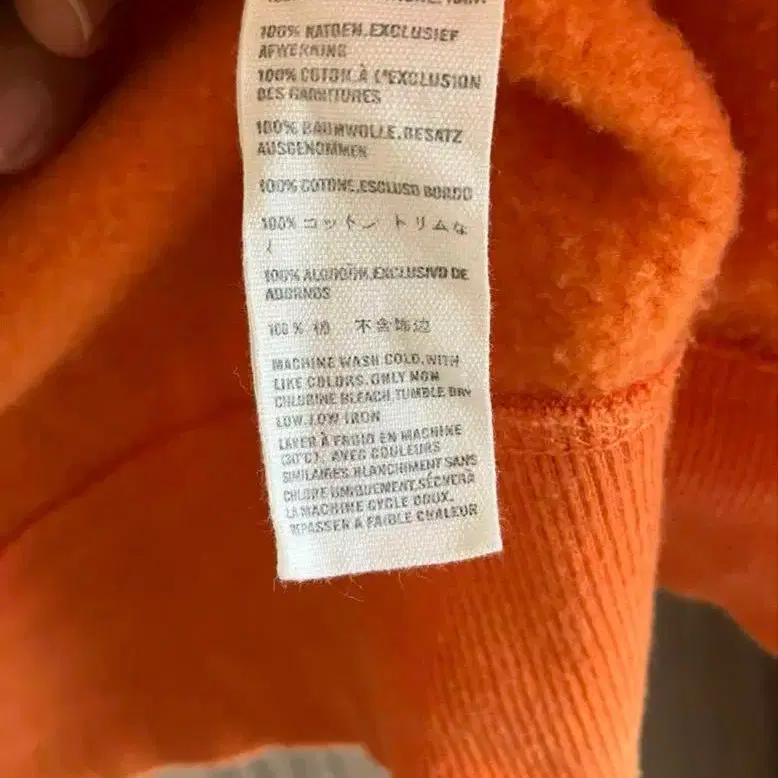 100% KATOEN,EXCLUSIEF
AFWERKING
100% COTON,À L'EXCLUSION
DES GARNITURES
100% BAUMWOLLE,BESATZ
AUSGENOMMEN
100% COTONE,ESCLUSO BORDO
100% コットン トリムな
し
100% ALGODÓN,EXCLUSIVO DE
ADORNOS
100% 棉 不含饰边
MACHINE WASH COLD,WITH
LIKE COLORS.ONLY NON
CHLORINE BLEACH,TUMBLE DRY
LOW,LOW IRON
LAVER À FROID EN MACHINE
(30°C), AVEC COULEURS
SIMILAIRES.BLANCHIMENT SANS
CHLORE UNIQUEMENT.SÉCHER À
LA MACHINE CYCLE DOUX.
REPASSER À FAIBLE CHALEUR